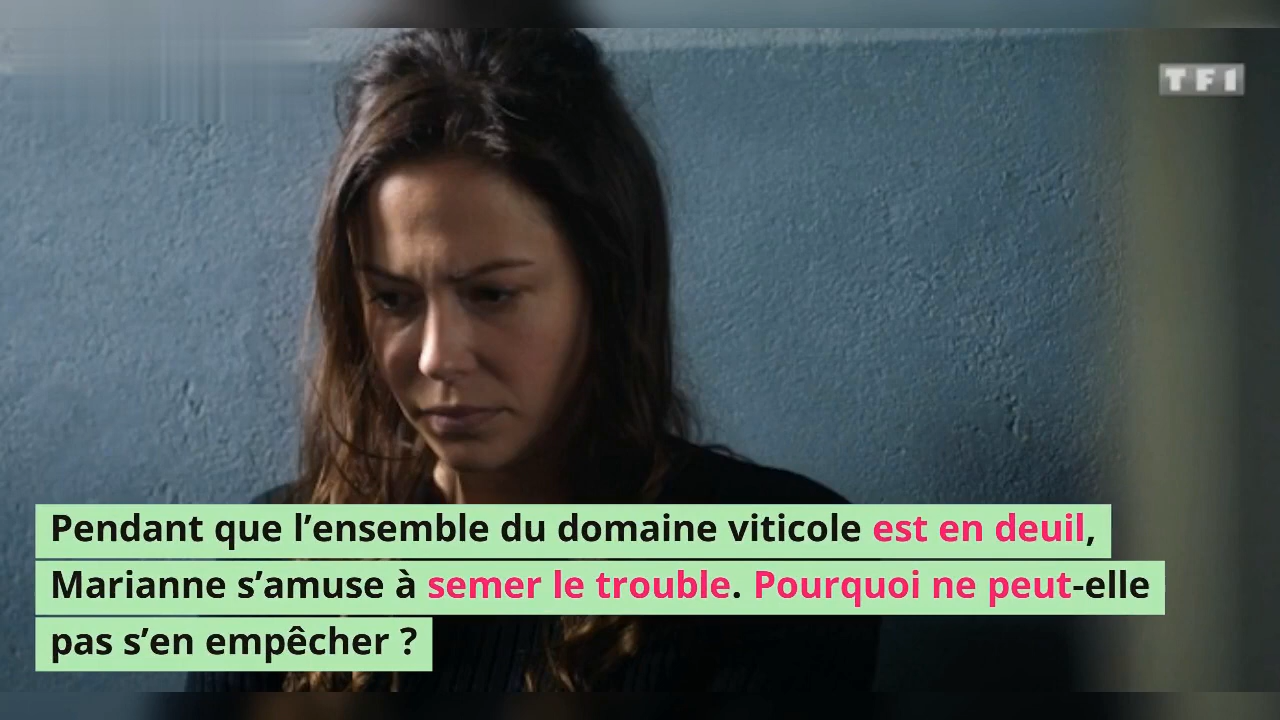 TF1
Pendant que l’ensemble du domaine viticole est en deuil,
Marianne s’amuse à semer le trouble. Pourquoi ne peut-elle
pas s’en empêcher ?